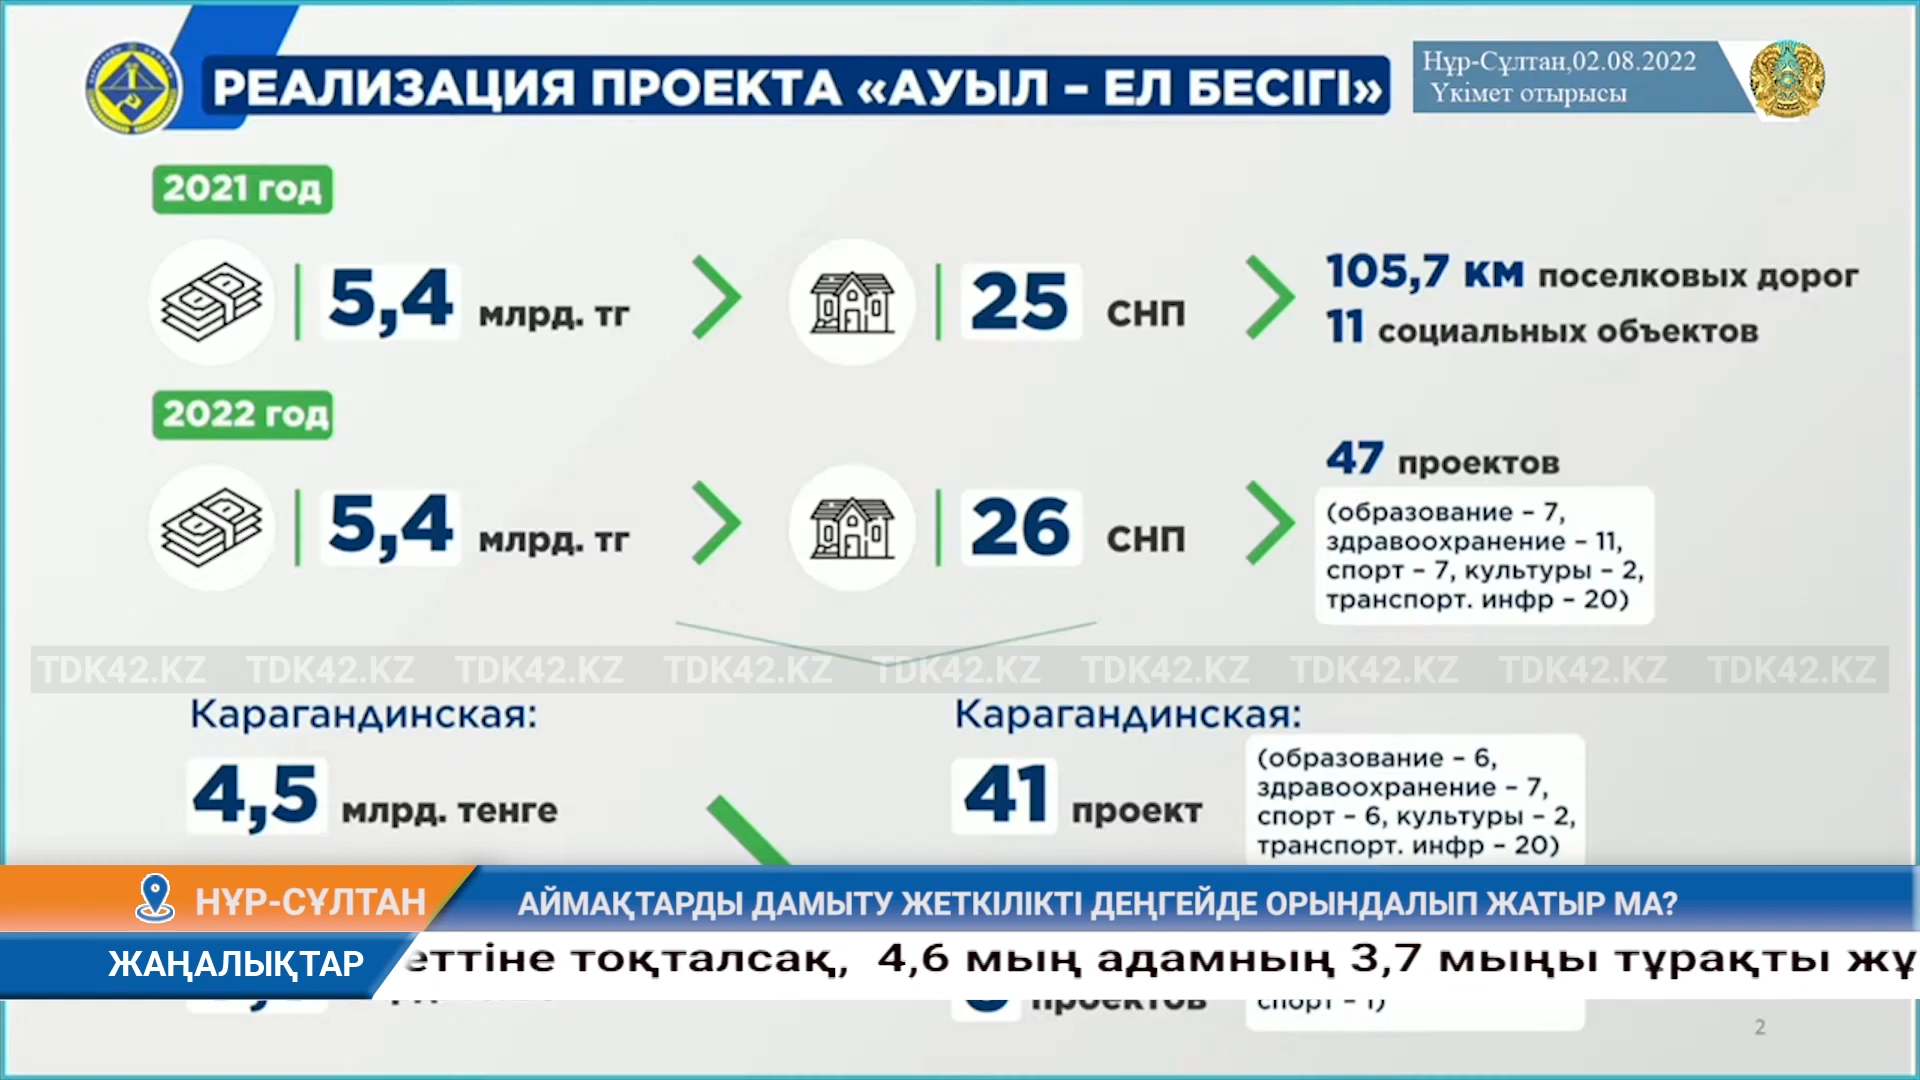 РЕАЛИЗАЦИЯ ПРОЕКТА «АУЫЛ – ЕЛ БЕСІГІ»
Нұр-Сұлтан,02.08.2022
Үкімет отырысы
2021 год
5,4 млрд. тг
25 СНП
105,7 км поселковых дорог
11 социальных объектов
2022 год
5,4 млрд. тг
26 СНП
47 проектов
(образование – 7,
здравоохранение – 11,
спорт – 7, культуры – 2,
транспорт. инфр – 20)
TDK42.KZ TDK42.KZ TDK42.KZ TDK42.KZ TDK42.KZ TDK42.KZ TDK42.KZ TDK42.KZ TDK42.KZ
Карагандинская:
4,5 млрд. тенге
Карагандинская:
41 проект
(образование – 6,
здравоохранение – 7,
спорт – 6, культуры – 2,
транспорт. инфр – 20)
НҰР-СҰЛТАН
АЙМАҚТАРДЫ ДАМЫТУ ЖЕТКІЛІКТІ ДЕҢГЕЙДЕ ОРЫНДАЛЫП ЖАТЫР МА?
ЖАҢАЛЫҚТАР
еттіне тоқталсақ, 4,6 мың адамның 3,7 мыңы тұрақты жұ
проектов
спорт – 1)
2